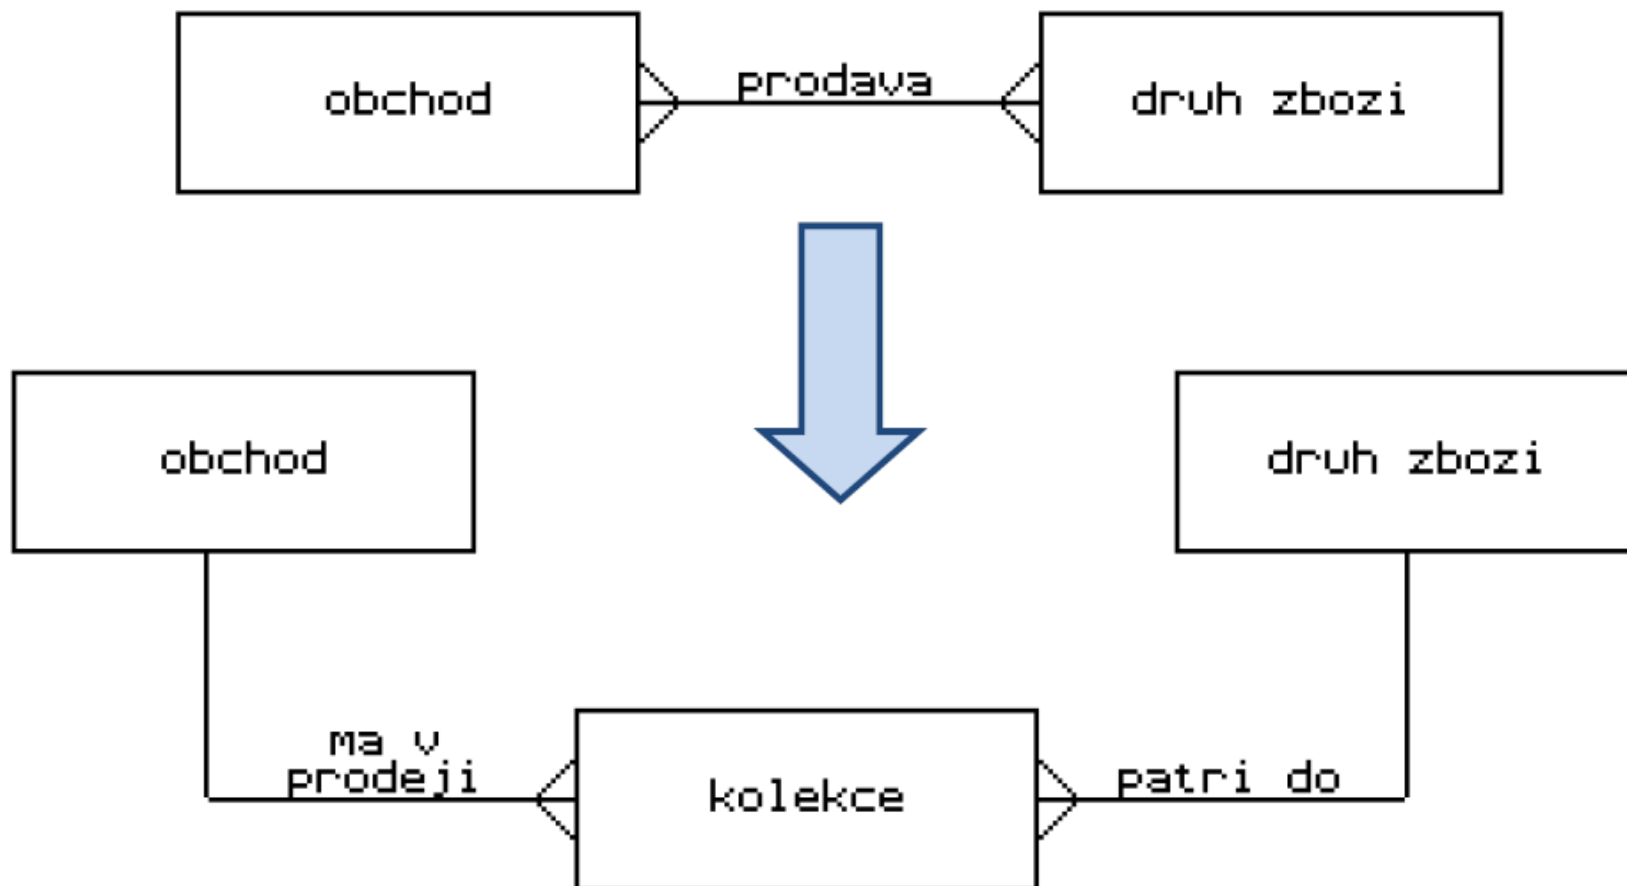 obchod
prodava
druh zbozi
obchod
druh zbozi
ma v
prodeji
kolekce
patri do